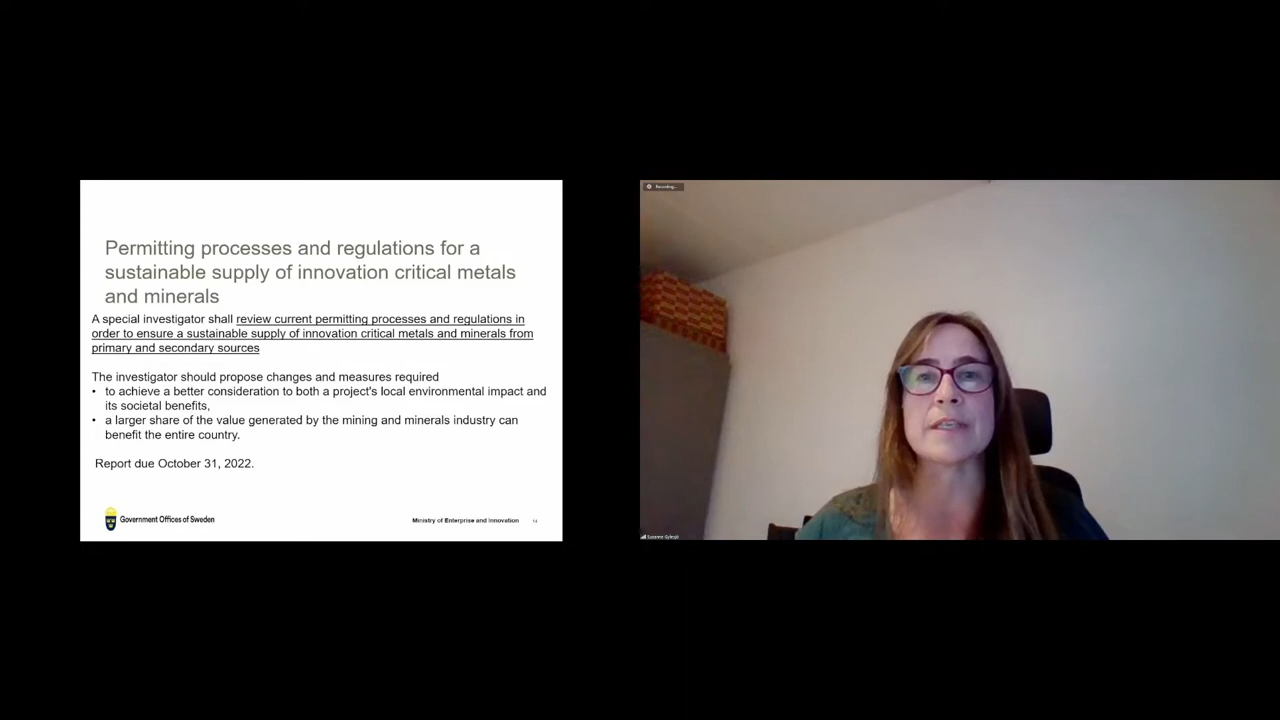 Permitting processes and regulations for a
sustainable supply of innovation critical metals
and minerals
A special investigator shall review current permitting processes and regulations in
order to ensure a sustainable supply of innovation critical metals and minerals from
primary and secondary sources
The investigator should propose changes and measures required
• to achieve a better consideration to both a project's local environmental impact and
its societal benefits,
• a larger share of the value generated by the mining and minerals industry can
benefit the entire country.
Report due October 31, 2022.
Government Offices of Sweden
Ministry of Enterprise and Innovation
14
Recording...
Susanne